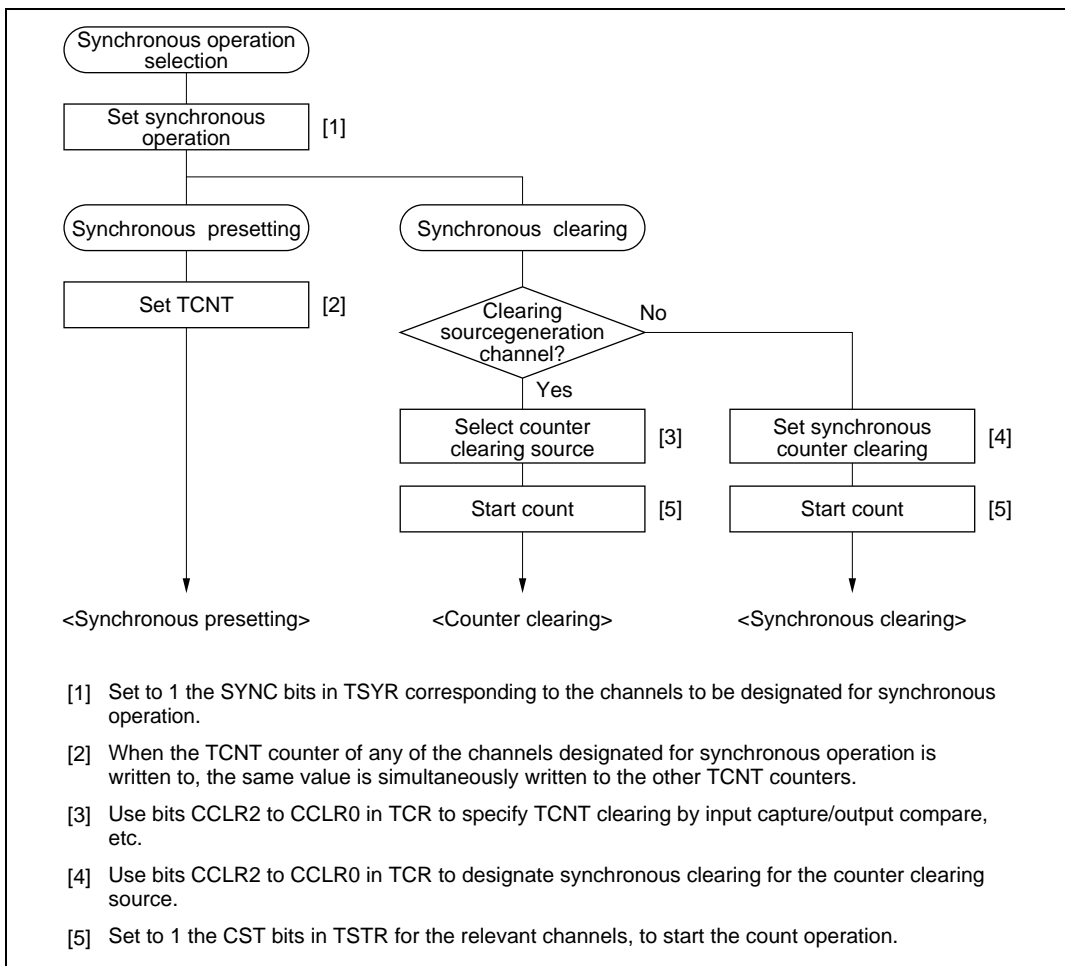 Synchronous operation
selection
Set synchronous
operation
[1]
Synchronous presetting
Synchronous clearing
Set TCNT
[2]
Clearing
sourcegeneration
channel?
No
Yes
Select counter
clearing source
[3]
Set synchronous
counter clearing
[4]
Start count
[5]
Start count
[5]
<Synchronous presetting>
<Counter clearing>
<Synchronous clearing>
[1] Set to 1 the SYNC bits in TSYR corresponding to the channels to be designated for synchronous
operation.
[2] When the TCNT counter of any of the channels designated for synchronous operation is
written to, the same value is simultaneously written to the other TCNT counters.
[3] Use bits CCLR2 to CCLR0 in TCR to specify TCNT clearing by input capture/output compare,
etc.
[4] Use bits CCLR2 to CCLR0 in TCR to designate synchronous clearing for the counter clearing
source.
[5] Set to 1 the CST bits in TSTR for the relevant channels, to start the count operation.